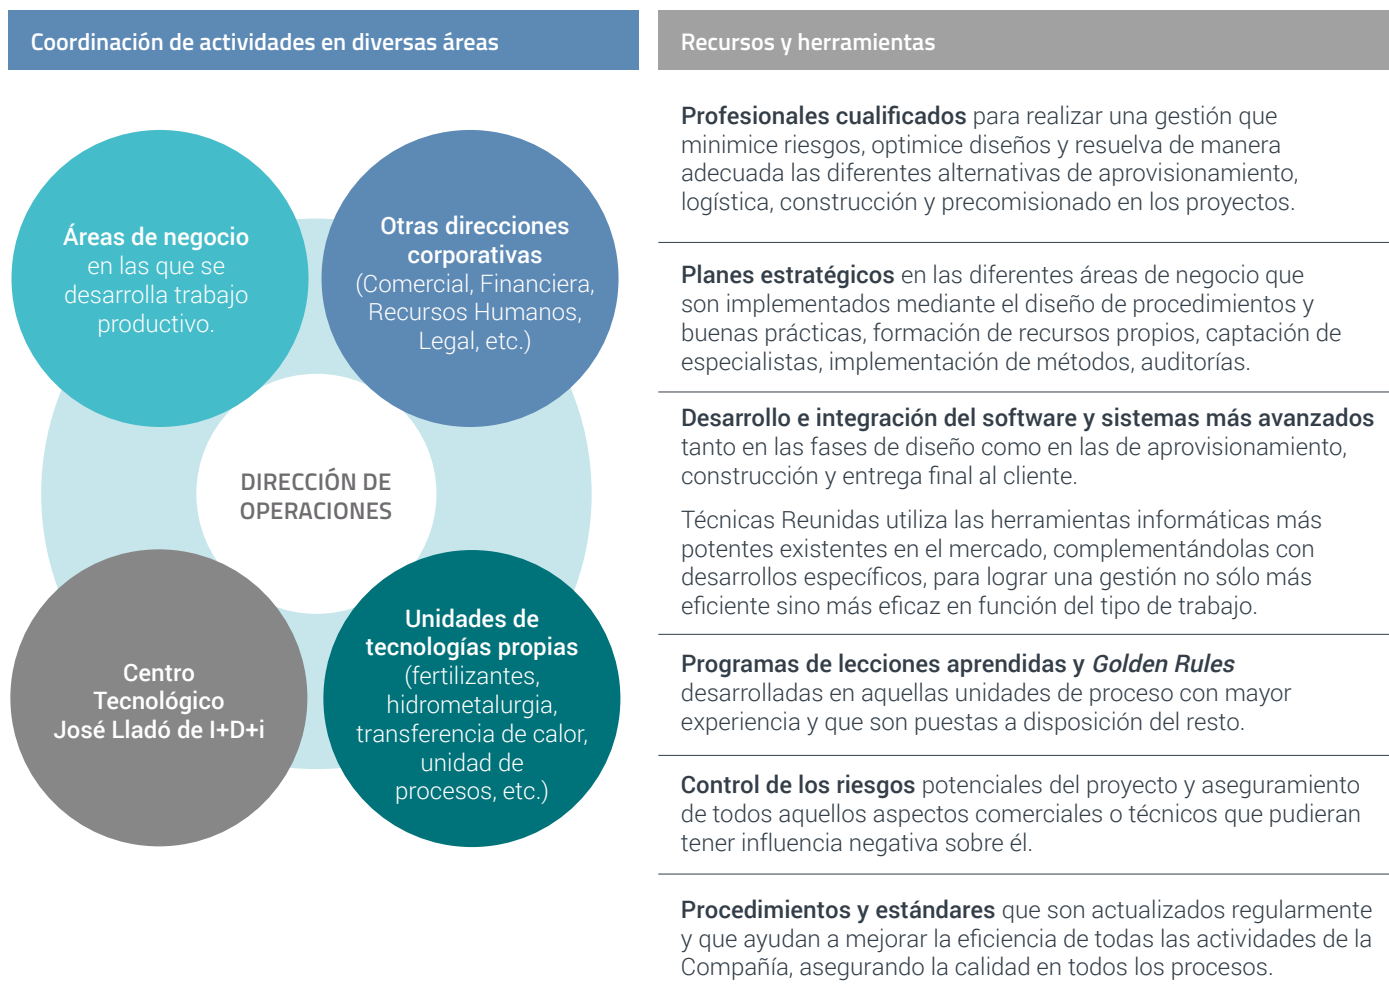 Coordinación de actividades en diversas áreas
Áreas de negocio
en las que se
desarrolla trabajo
productivo.
Otras direcciones
corporativas
(Comercial, Financiera,
Recursos Humanos,
Legal, etc.)
DIRECCIÓN DE
OPERACIONES
Centro
Tecnológico
José Lladó de I+D+i
Unidades de
tecnologías propias
(fertilizantes,
hidrometalurgia,
transferencia de calor,
unidad de
procesos, etc.)
Recursos y herramientas
Profesionales cualificados para realizar una gestión que
minimice riesgos, optimice diseños y resuelva de manera
adecuada las diferentes alternativas de aprovisionamiento,
logística, construcción y precomisionado en los proyectos.
Planes estratégicos en las diferentes áreas de negocio que
son implementados mediante el diseño de procedimientos y
buenas prácticas, formación de recursos propios, captación de
especialistas, implementación de métodos, auditorías.
Desarrollo e integración del software y sistemas más avanzados
tanto en las fases de diseño como en las de aprovisionamiento,
construcción y entrega final al cliente.
Técnicas Reunidas utiliza las herramientas informáticas más
potentes existentes en el mercado, complementándolas con
desarrollos específicos, para lograr una gestión no sólo más
eficiente sino más eficaz en función del tipo de trabajo.
Programas de lecciones aprendidas y Golden Rules
desarrolladas en aquellas unidades de proceso con mayor
experiencia y que son puestas a disposición del resto.
Control de los riesgos potenciales del proyecto y aseguramiento
de todos aquellos aspectos comerciales o técnicos que pudieran
tener influencia negativa sobre él.
Procedimientos y estándares que son actualizados regularmente
y que ayudan a mejorar la eficiencia de todas las actividades de la
Compañía, asegurando la calidad en todos los procesos.